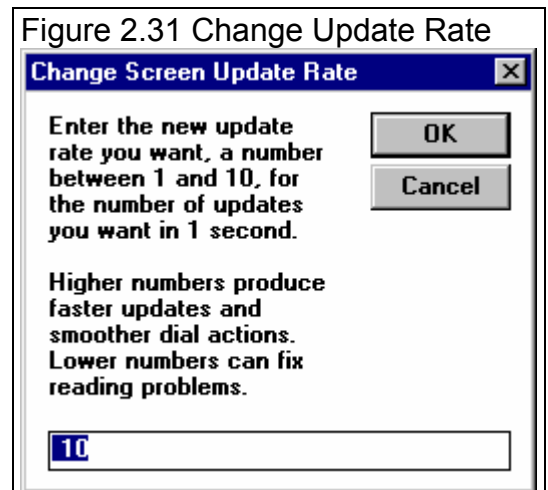 Figure 2.31 Change Update Rate
Change Screen Update Rate
Enter the new update
rate you want, a number
between 1 and 10, for
the number of updates
you want in 1 second.
OK
Cancel
Higher numbers produce
faster updates and
smoother dial actions.
Lower numbers can fix
reading problems.
10